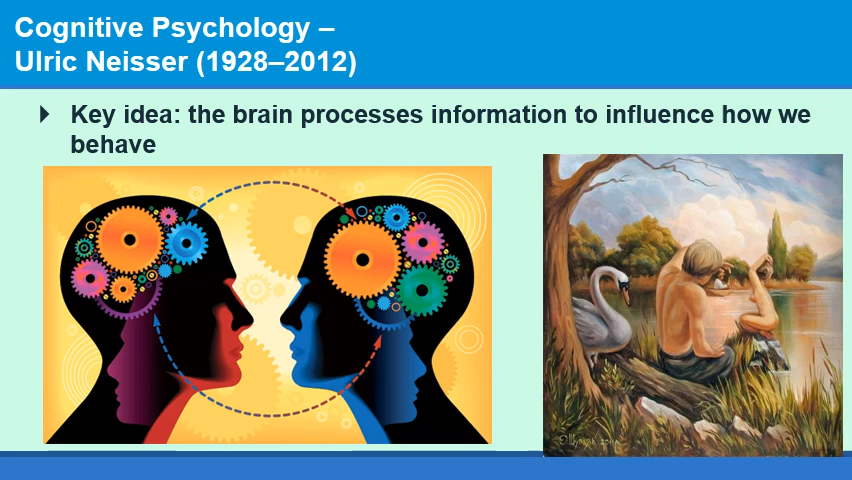 Cognitive Psychology –
Ulric Neisser (1928–2012)
Key idea: the brain processes information to influence how we
behave